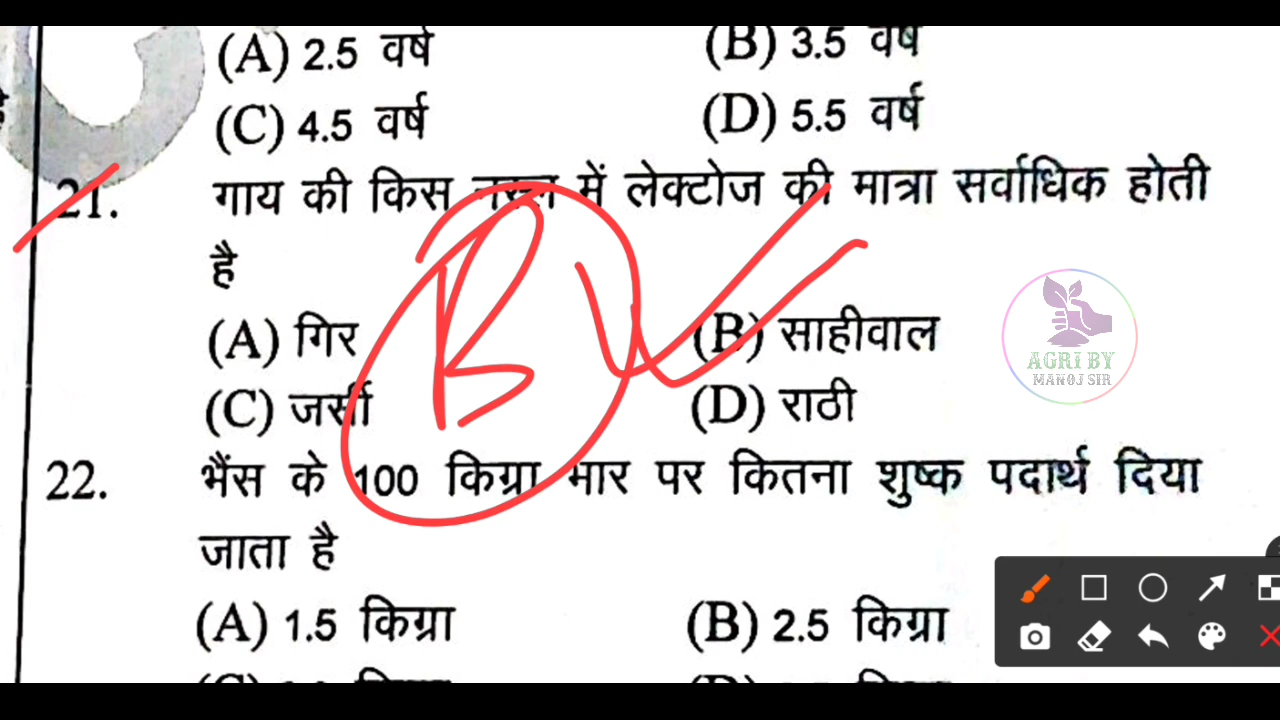 (A) 2.5 वर्ष
(B) 3.5 वर्ष
(C) 4.5 वर्ष
(D) 5.5 वर्ष
21. गाय की किस नस्ल में लेक्टोज की मात्रा सर्वाधिक होती
है
(A) गिर
(B) साहीवाल
(C) जर्सी
(D) राठी
B
AGRI BY
MANOJ SIR
22. भैंस के 100 किग्रा भार पर कितना शुष्क पदार्थ दिया
जाता है
(A) 1.5 किग्रा
(B) 2.5 किग्रा